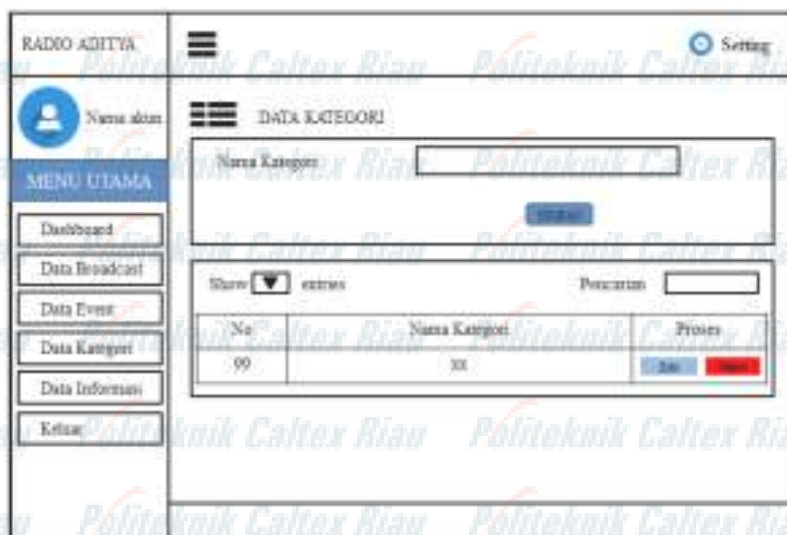 RADIO ADITYA
Setting
Nama akun
DATA KATEGORI
Nama Kategori
MENU UTAMA
Dashboard
Data Broadcast
Data Event
Data Kategori
Data Informasi
Keluar
Show entries
Pencarian
No Nama Kategori Proses
99 xx Edit
Politeknik Caltex Riau